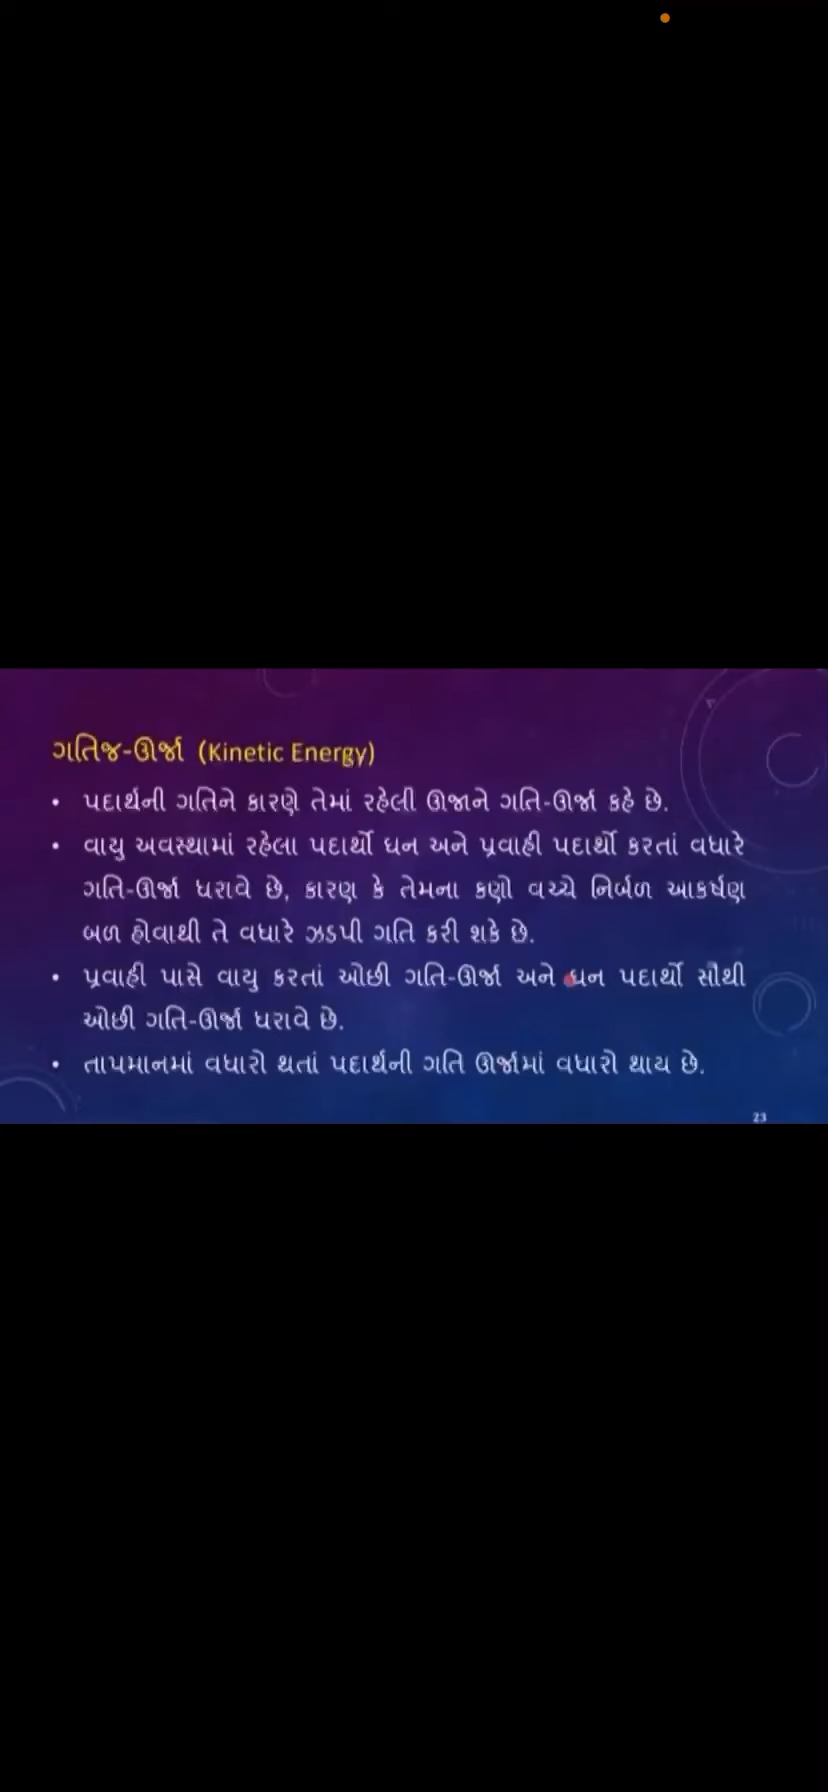 ગતિજ-ઊર્જા (Kinetic Energy)
• પદાર્થની ગતિને કારણે તેમાં રહેલી ઊજાને ગતિ-ઊર્જા કહે છે.
• વાયુ અવસ્થામાં રહેલા પદાર્થો ઘન અને પ્રવાહી પદાર્થો કરતાં વધારે
ગતિ-ઊર્જા ધરાવે છે, કારણ કે તેમના કણો વચ્ચે નિર્બળ આકર્ષણ
બળ હોવાથી તે વધારે ઝડપી ગતિ કરી શકે છે.
• પ્રવાહી પાસે વાયુ કરતાં ઓછી ગતિ-ઊર્જા અને ઘન પદાર્થો સૌથી
ઓછી ગતિ-ઊર્જા ધરાવે છે.
• તાપમાનમાં વધારો થતાં પદાર્થની ગતિ ઊર્જામાં વધારો થાય છે.
23